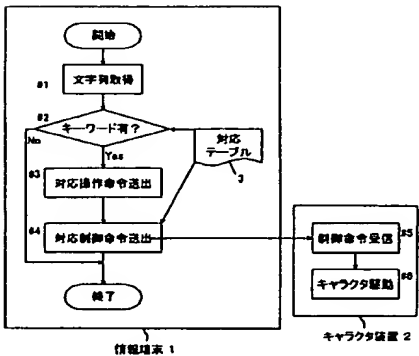 開始
#1
文字列取得
#2
キーワード有?
No
Yes
対応
テーブル
3
#3
対応操作命令送出
#4
対応制御命令送出
終了
情報端末 1
制御命令受信
#5
キャラクタ駆動
#6
キャラクタ装置 2